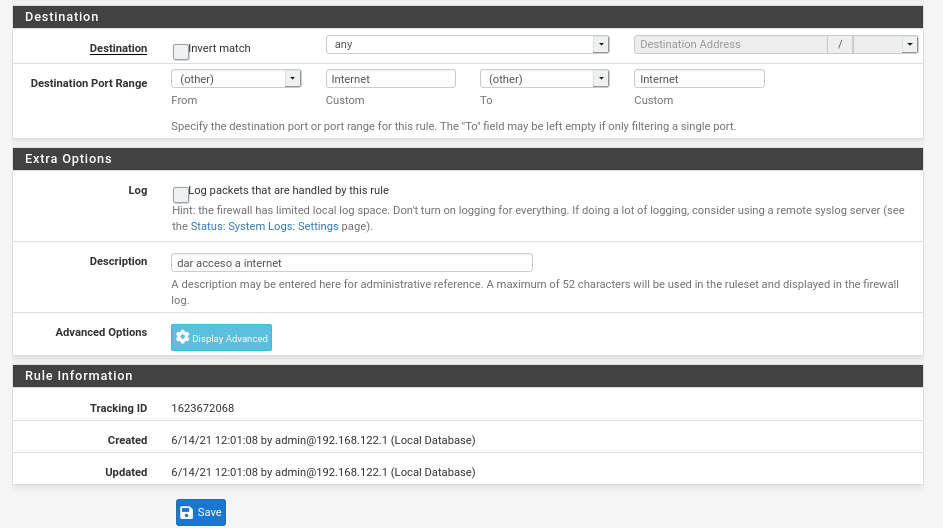 Destination
Destination Invert match any Destination Address /
Destination Port Range (other) Internet (other) Internet
From Custom To Custom
Specify the destination port or port range for this rule. The "To" field may be left empty if only filtering a single port.
Extra Options
Log Log packets that are handled by this rule
Hint: the firewall has limited local log space. Don't turn on logging for everything. If doing a lot of logging, consider using a remote syslog server (see
the Status: System Logs: Settings page).
Description dar acceso a internet
A description may be entered here for administrative reference. A maximum of 52 characters will be used in the ruleset and displayed in the firewall
log.
Advanced Options Display Advanced
Rule Information
Tracking ID 1623672068
Created 6/14/21 12:01:08 by admin@192.168.122.1 (Local Database)
Updated 6/14/21 12:01:08 by admin@192.168.122.1 (Local Database)
Save